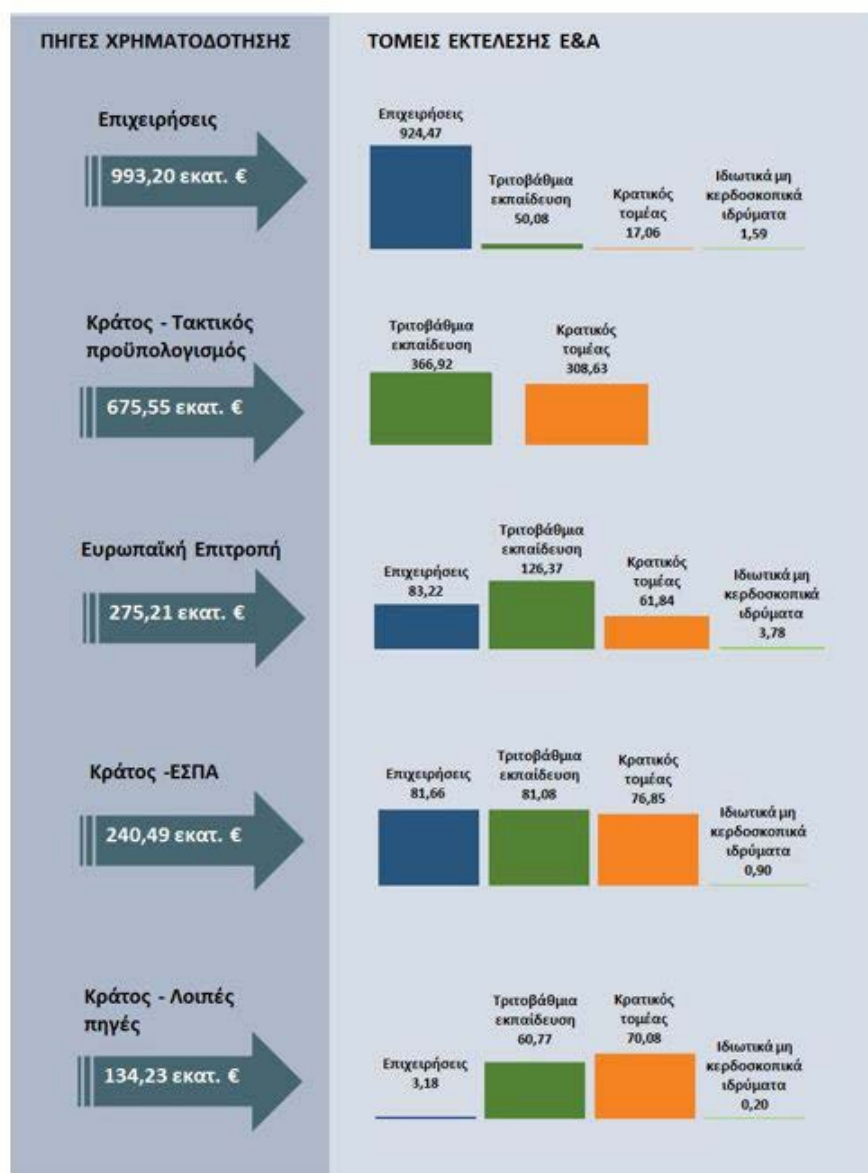 ΠΗΓΕΣ ΧΡΗΜΑΤΟΔΟΤΗΣΗΣ
ΤΟΜΕΙΣ ΕΚΤΕΛΕΣΗΣ Ε&Α
Επιχειρήσεις
993,20 εκατ. €
Επιχειρήσεις
924,47
Τριτοβάθμια
εκπαίδευση
50,08
Κρατικός
τομέας
17,06
Ιδιωτικά μη
κερδοσκοπικά
ιδρύματα
1,59
Κράτος - Τακτικός
προϋπολογισμός
675,55 εκατ. €
Τριτοβάθμια
εκπαίδευση
366,92
Κρατικός
τομέας
308,63
Ευρωπαϊκή Επιτροπή
275,21 εκατ. €
Επιχειρήσεις
83,22
Τριτοβάθμια
εκπαίδευση
126,37
Κρατικός
τομέας
61,84
Ιδιωτικά μη
κερδοσκοπικά
ιδρύματα
3,78
Κράτος -ΕΣΠΑ
240,49 εκατ. €
Επιχειρήσεις
81,66
Τριτοβάθμια
εκπαίδευση
81,08
Κρατικός
τομέας
76,85
Ιδιωτικά μη
κερδοσκοπικά
ιδρύματα
0,90
Κράτος - Λοιπές
πηγές
134,23 εκατ. €
Επιχειρήσεις
3,18
Τριτοβάθμια
εκπαίδευση
60,77
Κρατικός
τομέας
70,08
Ιδιωτικά μη
κερδοσκοπικά
ιδρύματα
0,20